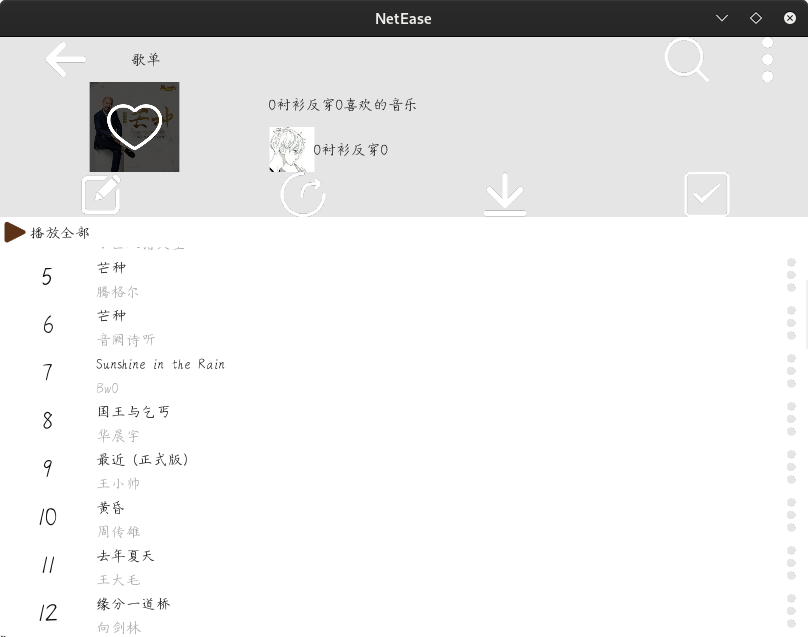 NetEase
歌单
0衬衫反穿0喜欢的音乐
0衬衫反穿0
播放全部
5
芒种
腾格尔
6
芒种
音阙诗听
7
Sunshine in the Rain
BwO
8
国王与乞丐
华晨宇
9
最近（正式版）
王小帅
10
黄昏
周传雄
11
去年夏天
王大毛
12
缘分一道桥
向剑林